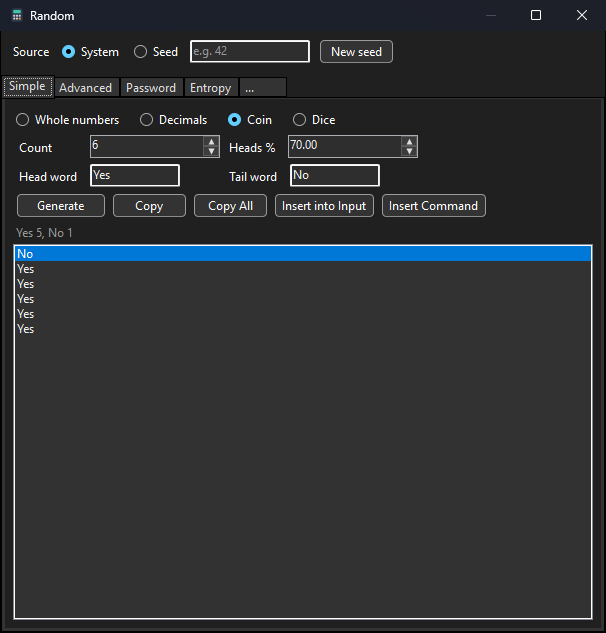 Random
Source System Seed e.g. 42 New seed
Simple Advanced Password Entropy ...
Whole numbers Decimals Coin Dice
Count 6 Heads % 70.00
Head word Yes Tail word No
Generate Copy Copy All Insert into Input Insert Command
Yes 5, No 1
No
Yes
Yes
Yes
Yes
Yes